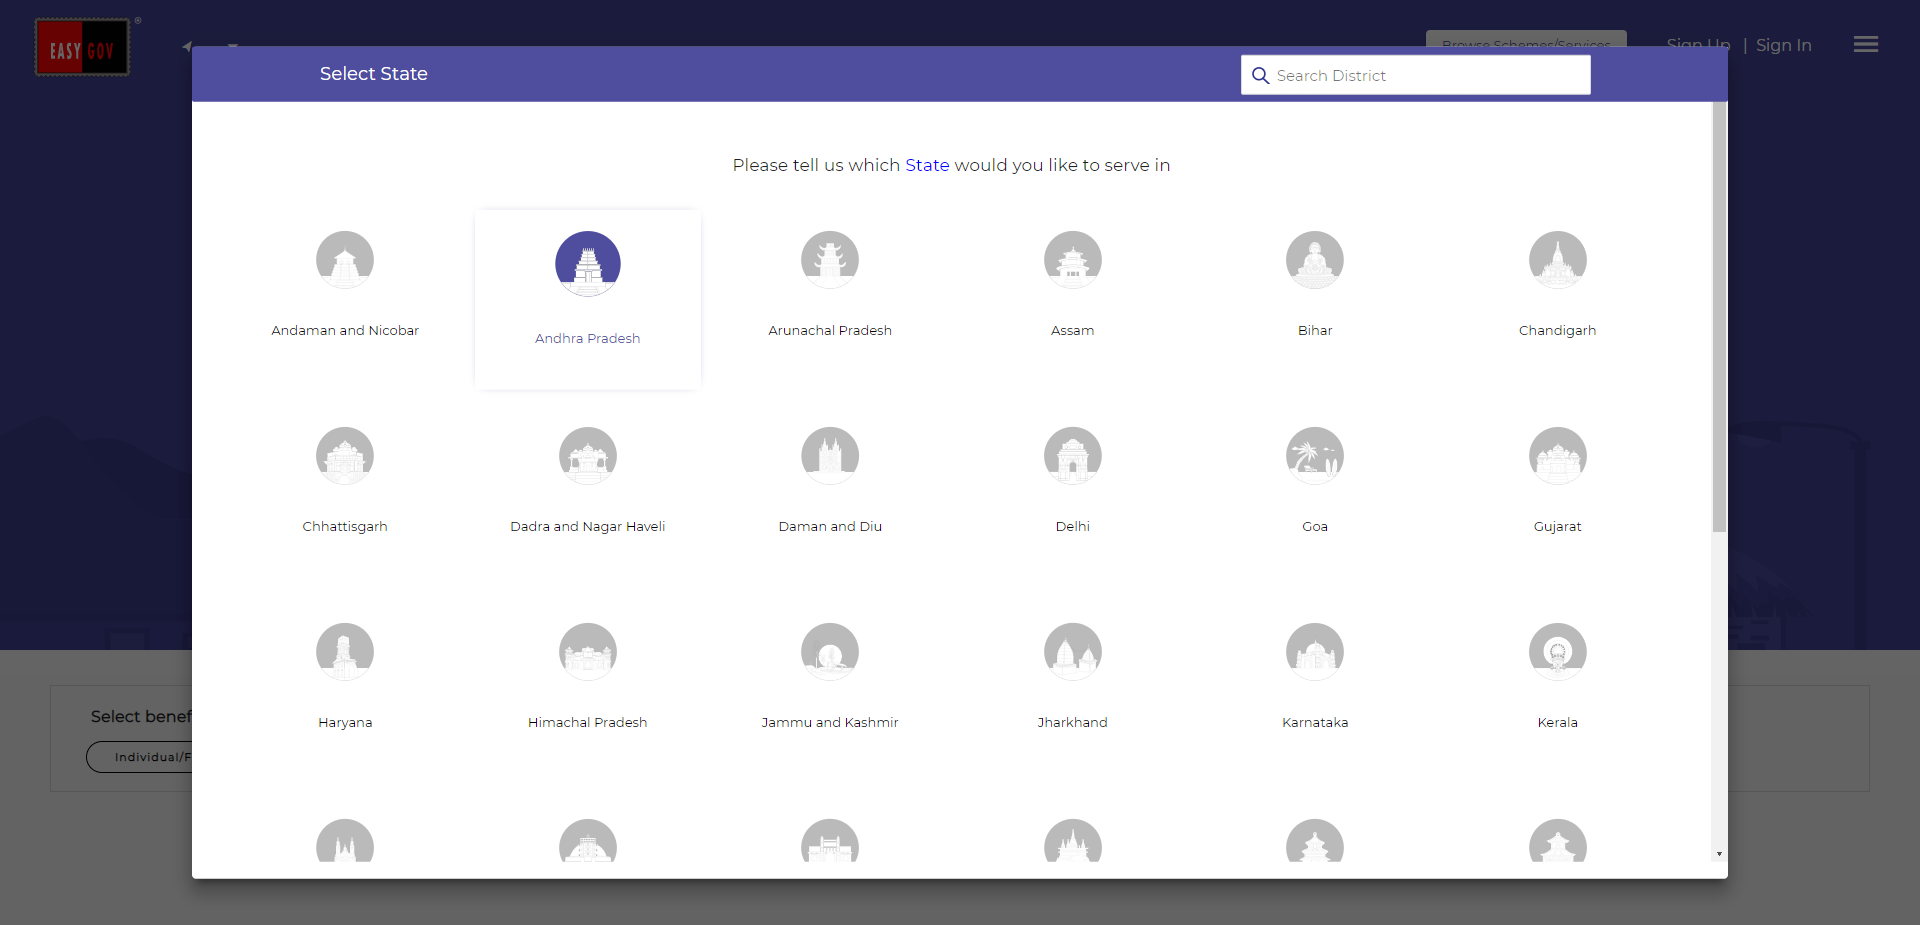 EASY GOV
®
Browse Schemes/Services
Sign Up | Sign In
Select State
Search District
Please tell us which State would you like to serve in
Andaman and Nicobar
Andhra Pradesh
Arunachal Pradesh
Assam
Bihar
Chandigarh
Chhattisgarh
Dadra and Nagar Haveli
Daman and Diu
Delhi
Goa
Gujarat
Haryana
Himachal Pradesh
Jammu and Kashmir
Jharkhand
Karnataka
Kerala
Select benef
Individual/F